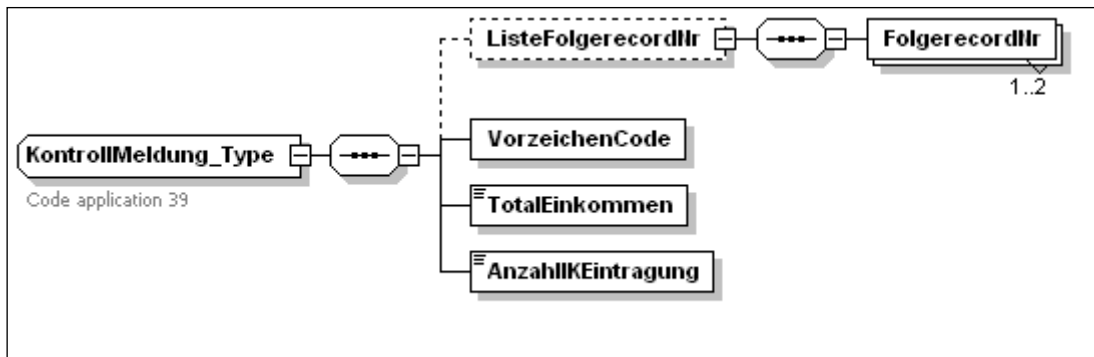 ListeFolgerecordNr
FolgerecordNr
1..2
VorzeichenCode
KontrollMeldung_Type
Code application 39
TotalEinkommen
AnzahlIKEintragung